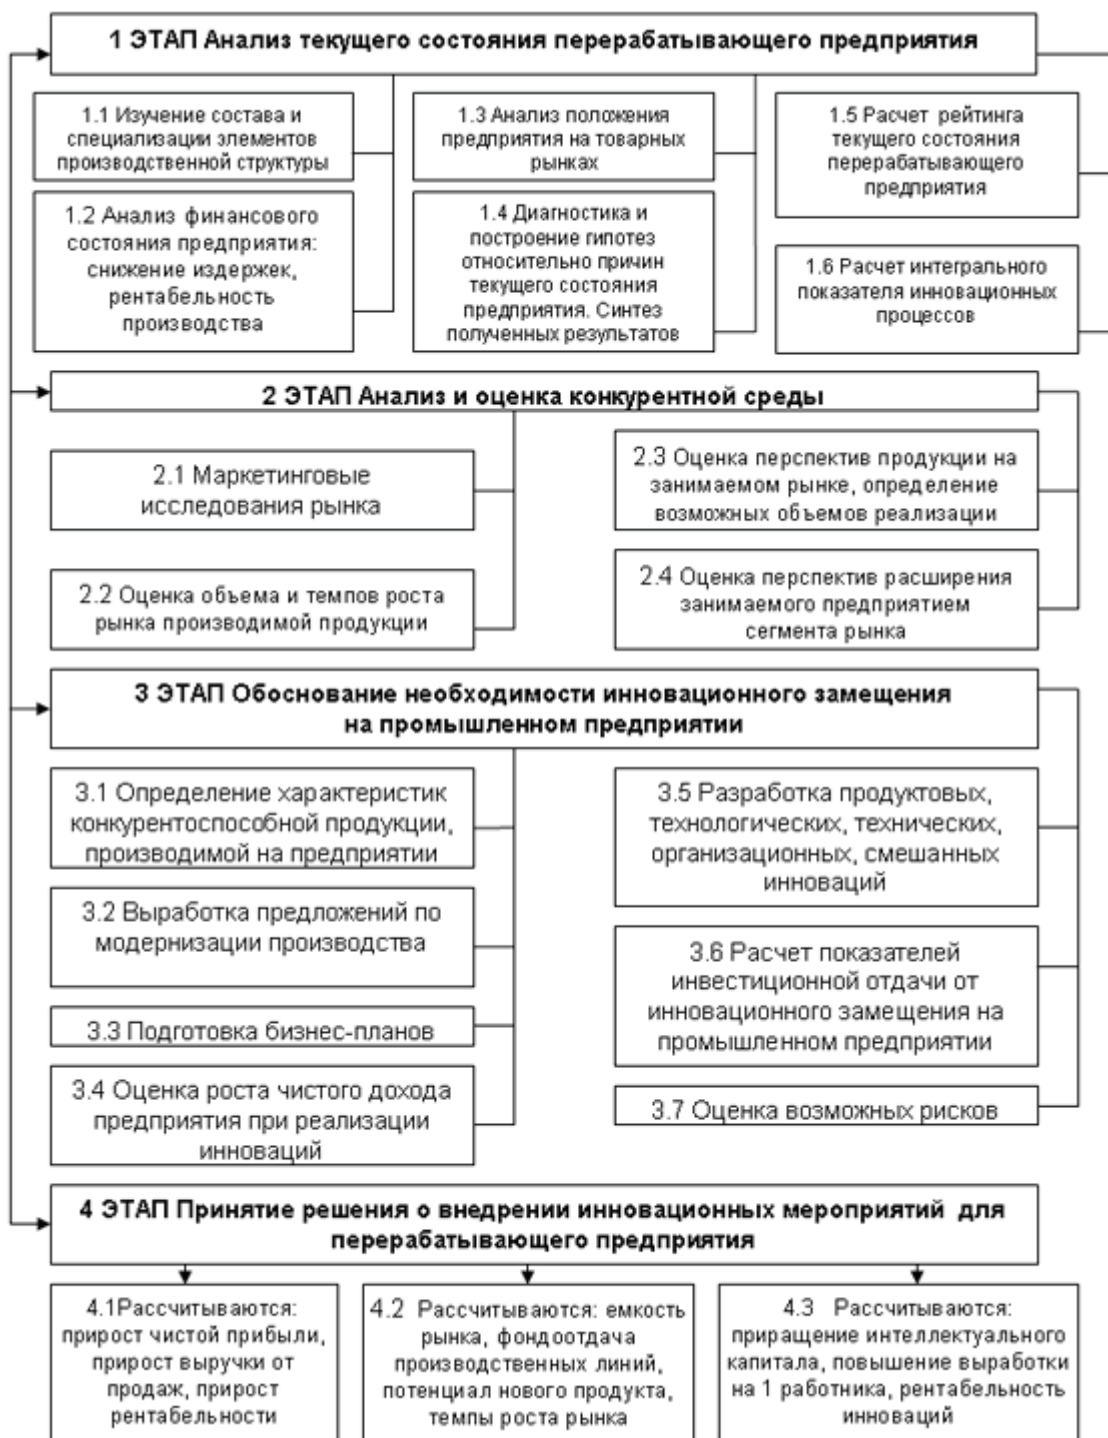 1 ЭТАП Анализ текущего состояния перерабатывающего предприятия
1.1 Изучение состава и
специализации элементов
производственной структуры
1.2 Анализ финансового
состояния предприятия:
снижение издержек,
рентабельность
производства
1.3 Анализ положения
предприятия на товарных
рынках
1.4 Диагностика и
построение гипотез
относительно причин
текущего состояния
предприятия. Синтез
полученных результатов
1.5 Расчет рейтинга
текущего состояния
перерабатывающего
предприятия
1.6 Расчет интегрального
показателя инновационных
процессов
2 ЭТАП Анализ и оценка конкурентной среды
2.1 Маркетинговые
исследования рынка
2.2 Оценка объема и темпов роста
рынка производимой продукции
2.3 Оценка перспектив продукции на
занимаемом рынке, определение
возможных объемов реализации
2.4 Оценка перспектив расширения
занимаемого предприятием
сегмента рынка
3 ЭТАП Обоснование необходимости инновационного замещения
на промышленном предприятии
3.1 Определение характеристик
конкурентоспособной продукции,
производимой на предприятии
3.2 Выработка предложений по
модернизации производства
3.3 Подготовка бизнес-планов
3.4 Оценка роста чистого дохода
предприятия при реализации
инноваций
3.5 Разработка продуктовых,
технологических, технических,
организационных, смешанных
инноваций
3.6 Расчет показателей
инвестиционной отдачи от
инновационного замещения на
промышленном предприятии
3.7 Оценка возможных рисков
4 ЭТАП Принятие решения о внедрении инновационных мероприятий для
перерабатывающего предприятия
4.1Рассчитываются:
прирост чистой прибыли,
прирост выручки от
продаж, прирост
рентабельности
4.2 Рассчитываются: емкость
рынка, фондоотдача
производственных линий,
потенциал нового продукта,
темпы роста рынка
4.3 Рассчитываются:
приращение интеллектуального
капитала, повышение выработки
на 1 работника, рентабельность
инноваций